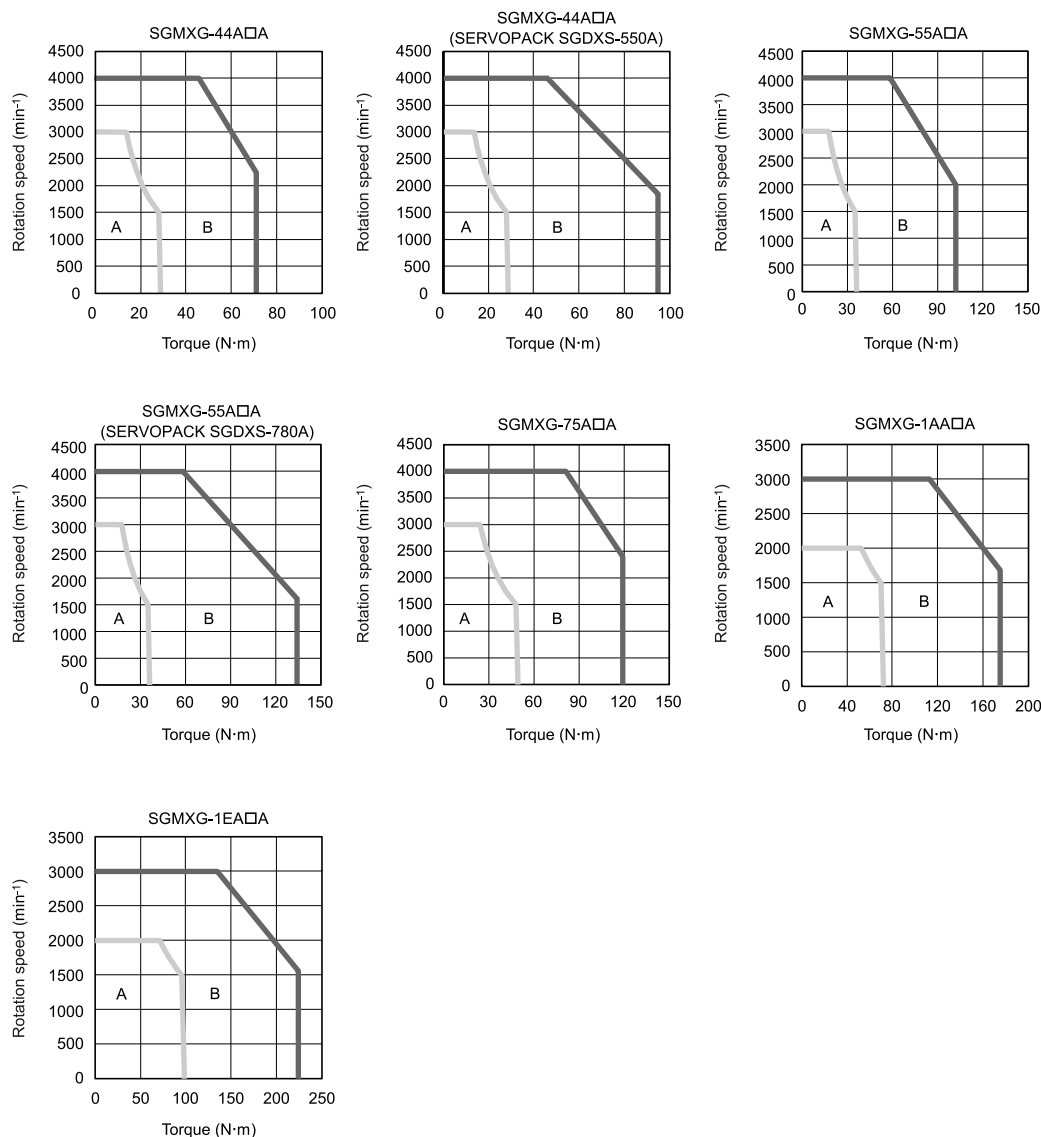 SGMXG-44A□A
Rotation speed (min-1)
4500
4000
3500
3000
2500
2000
1500
1000
500
0
A
B
0 20 40 60 80 100
Torque (N·m)
SGMXG-44A□A
(SERVOPACK SGDXS-550A)
Rotation speed (min-1)
4500
4000
3500
3000
2500
2000
1500
1000
500
0
A
B
0 20 40 60 80 100
Torque (N·m)
SGMXG-55A□A
Rotation speed (min-1)
4500
4000
3500
3000
2500
2000
1500
1000
500
0
A
B
0 30 60 90 120 150
Torque (N·m)
SGMXG-55A□A
(SERVOPACK SGDXS-780A)
Rotation speed (min-1)
4500
4000
3500
3000
2500
2000
1500
1000
500
0
A
B
0 30 60 90 120 150
Torque (N·m)
SGMXG-75A□A
Rotation speed (min-1)
4500
4000
3500
3000
2500
2000
1500
1000
500
0
A
B
0 30 60 90 120 150
Torque (N·m)
SGMXG-1AA□A
Rotation speed (min-1)
3500
3000
2500
2000
1500
1000
500
0
A
B
0 40 80 120 160 200
Torque (N·m)
SGMXG-1EA□A
Rotation speed (min-1)
3500
3000
2500
2000
1500
1000
500
0
A
B
0 50 100 150 200 250
Torque (N·m)